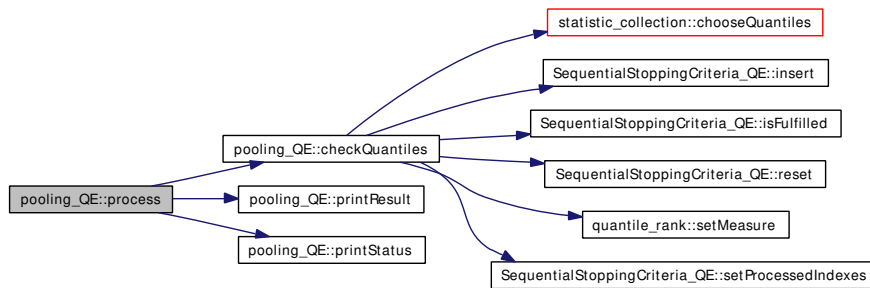 statistic_collection::chooseQuantiles
SequentialStoppingCriteria_QE::insert
SequentialStoppingCriteria_QE::isFulfilled
pooling_QE::checkQuantiles
SequentialStoppingCriteria_QE::reset
pooling_QE::process
pooling_QE::printResult
quantile_rank::setMeasure
pooling_QE::printStatus
SequentialStoppingCriteria_QE::setProcessedIndexes